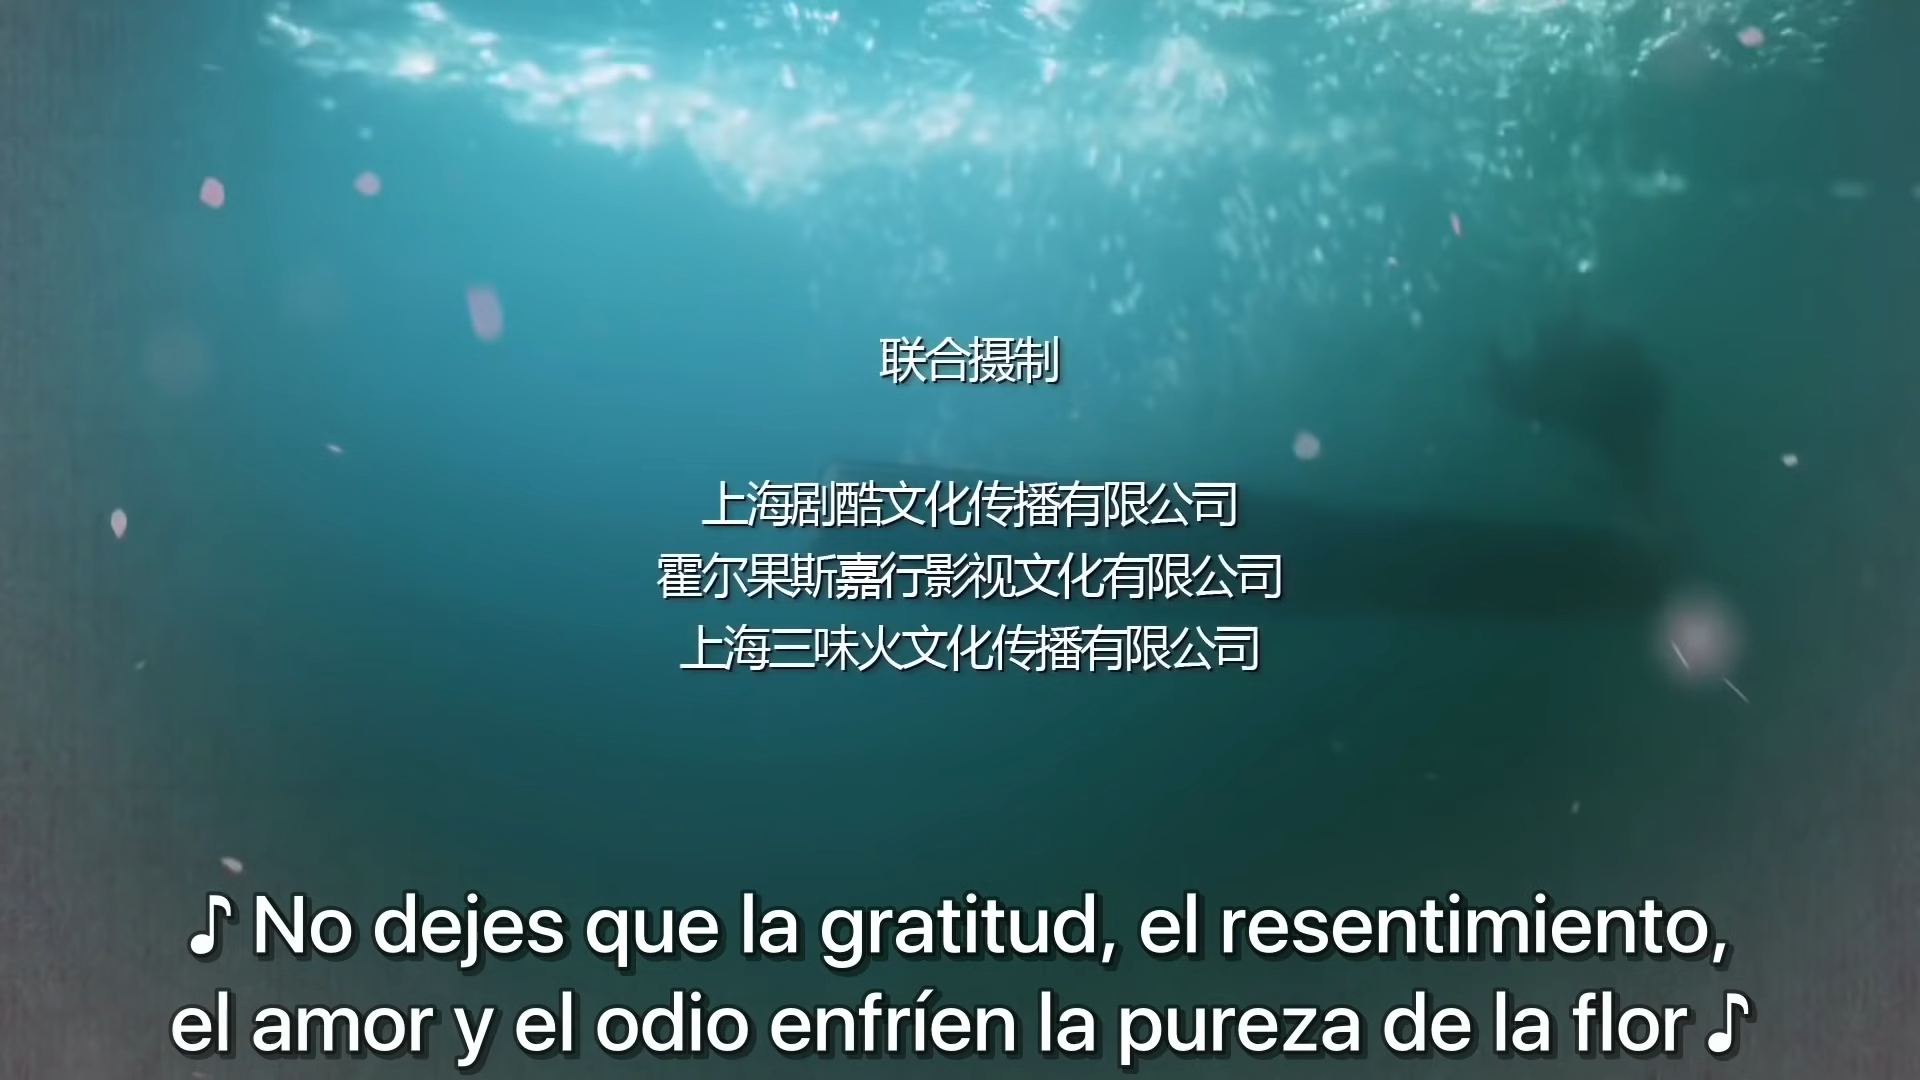 联合摄制
上海剧酷文化传播有限公司
霍尔果斯嘉行影视文化有限公司
上海三味火文化传播有限公司
♪ No dejes que la gratitud, el resentimiento,
el amor y el odio enfríen la pureza de la flor ♪